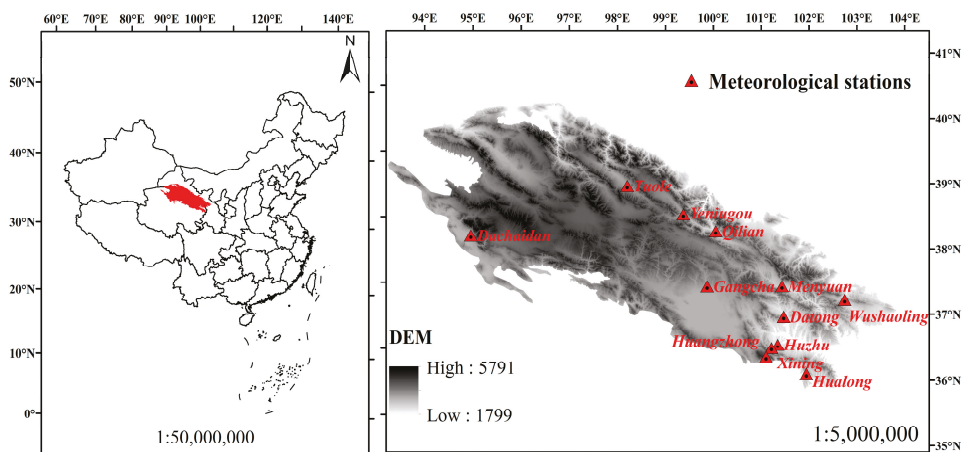 60°E 80°E 100°E 120°E 140°E
N
50°N
40°N
30°N
20°N
10°N
0°
1:50,000,000
94°E 95°E 96°E 97°E 98°E 99°E 100°E 101°E 102°E 103°E 104°E
41°N
40°N
39°N
38°N
37°N
36°N
35°N
Meteorological stations
Tuole
Yeniugou
Qilian
Dachaidan
Gangcha
Menyuan
Wushaoling
Datong
Huangzhong
Huzhu
Xining
Hualong
DEM
High : 5791
Low : 1799
1:5,000,000